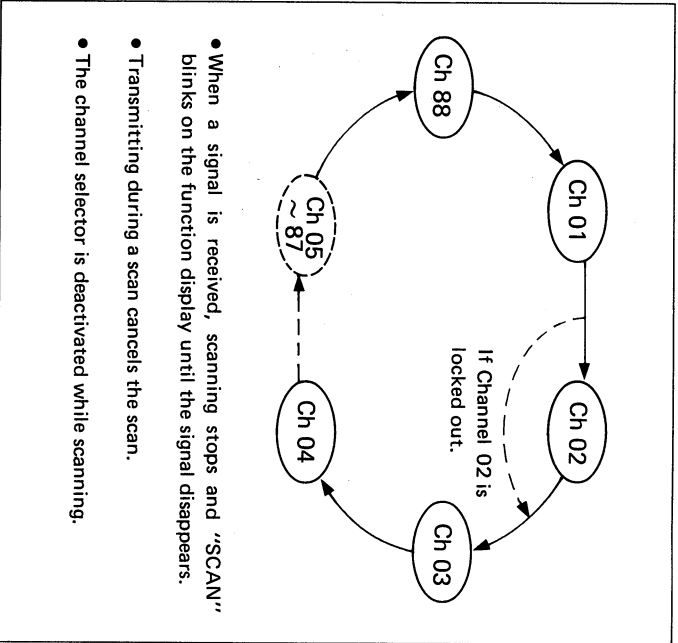 Ch 88
Ch 01
Ch 02
Ch 03
Ch 04
Ch 05
~ 87
If Channel 02 is
locked out.
● When a signal is received, scanning stops and "SCAN"
blinks on the function display until the signal disappears.
● Transmitting during a scan cancels the scan.
● The channel selector is deactivated while scanning.